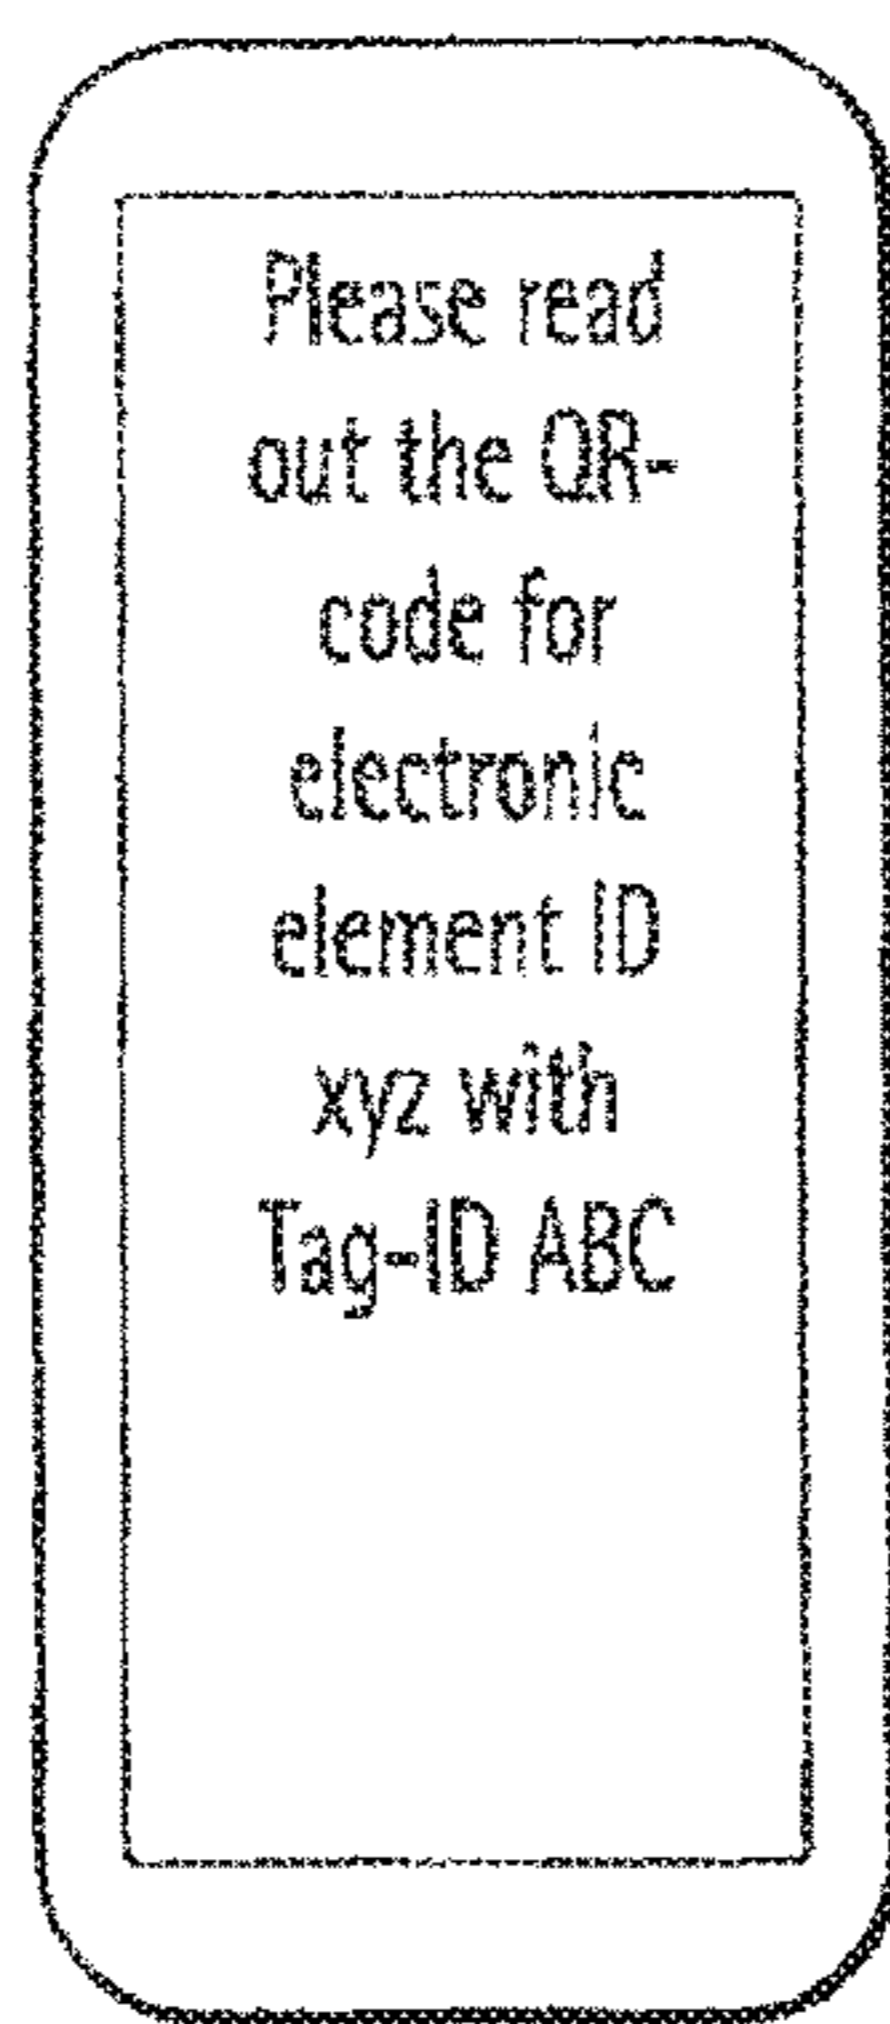 Please read
out the QR-
code for
electronic
element ID
xyz with
Tag-ID ABC